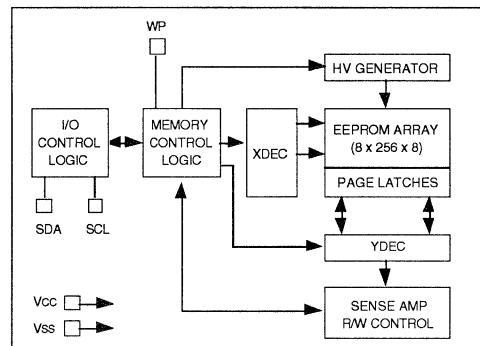 WP
HV GENERATOR
I/O
CONTROL
LOGIC
MEMORY
CONTROL
LOGIC
XDEC
EEPROM ARRAY
(8 x 256 x 8)
PAGE LATCHES
SDA
SCL
YDEC
Vcc
Vss
SENSE AMP
R/W CONTROL